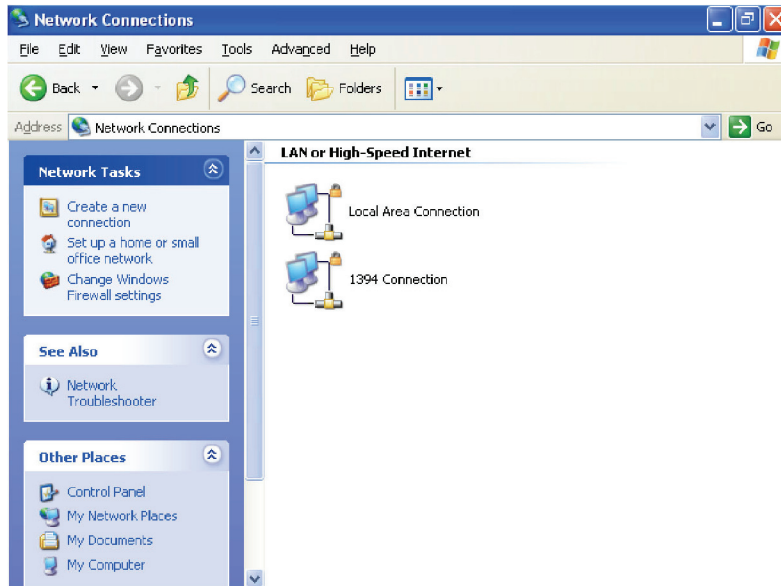 Network Connections
File Edit View Favorites Tools Advanced Help
Back Search Folders
Address Network Connections Go
Network Tasks
Create a new
connection
Set up a home or small
office network
Change Windows
Firewall settings
See Also
Network
Troubleshooter
Other Places
Control Panel
My Network Places
My Documents
My Computer
LAN or High-Speed Internet
Local Area Connection
1394 Connection